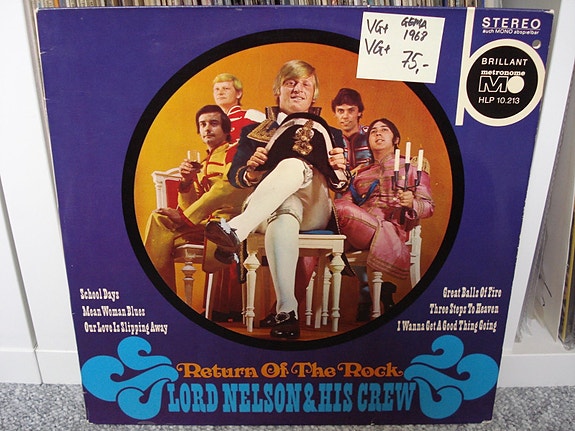 VG+ GEMA
VG+ 1968
75,-
STEREO
auch MONO abspielbar
BRILLANT
metronome
M
HLP 10.213
School Days
Mean Woman Blues
Our Love Is Slipping Away
Great Balls Of Fire
Three Steps To Heaven
I Wanna Get A Good Thing Going
Return Of The Rock
LORD NELSON & HIS CREW